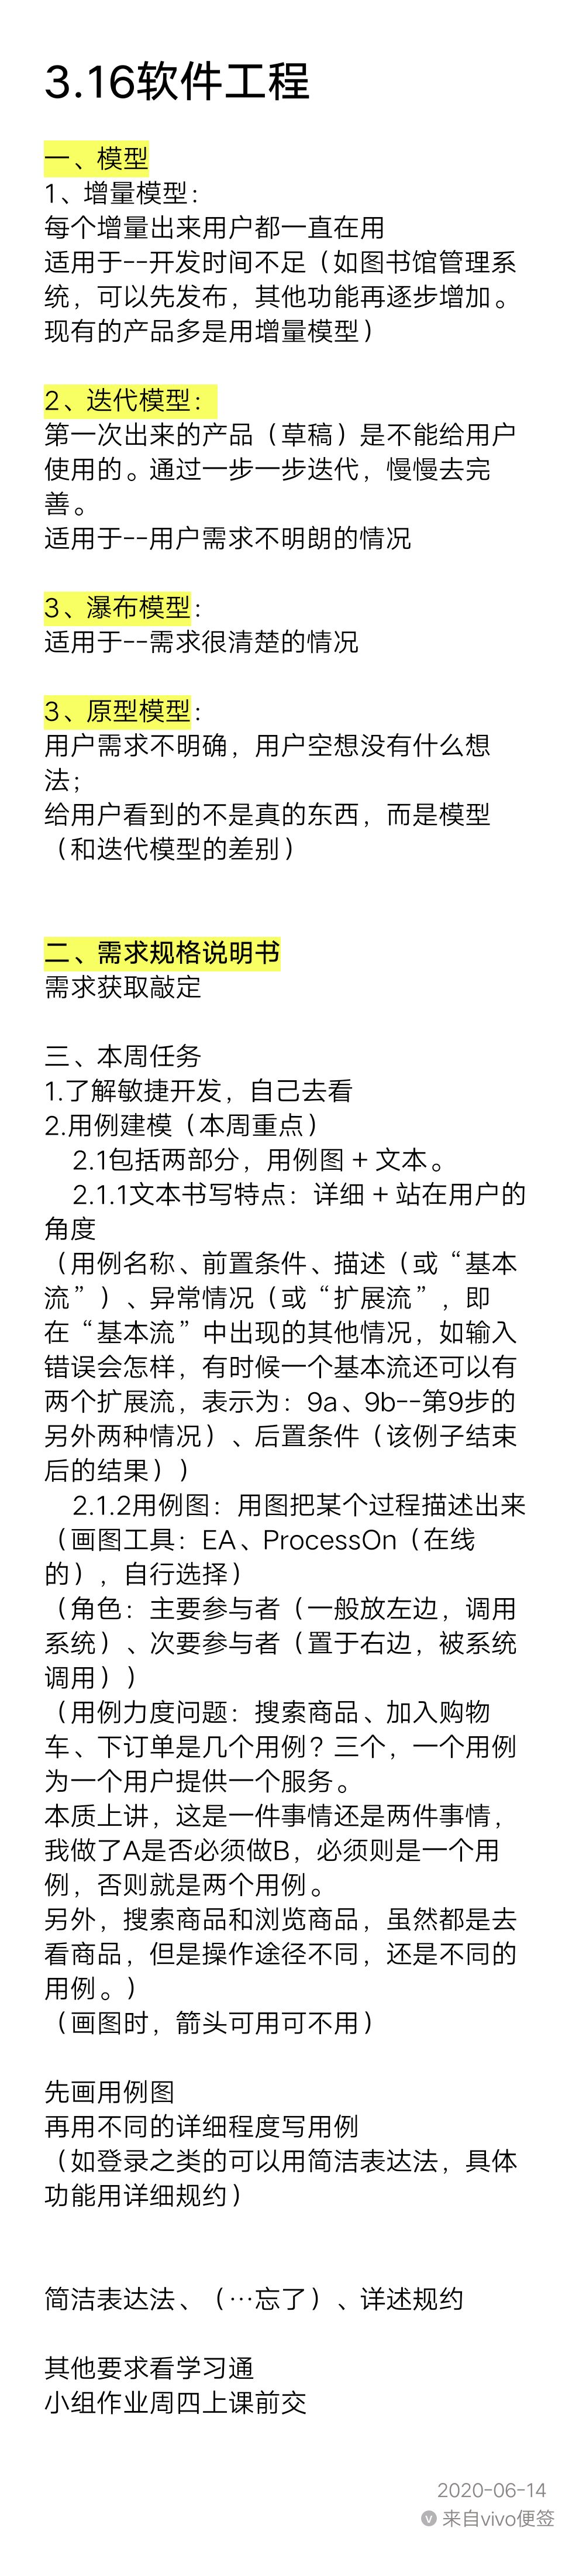 3.16软件工程
一、模型
1、增量模型：
每个增量出来用户都一直在用
适用于--开发时间不足（如图书馆管理系
统，可以先发布，其他功能再逐步增加。
现有的产品多是用增量模型）
2、迭代模型：
第一次出来的产品（草稿）是不能给用户
使用的。通过一步一步迭代，慢慢去完
善。
适用于--用户需求不明朗的情况
3、瀑布模型：
适用于--需求很清楚的情况
3、原型模型：
用户需求不明确，用户空想没有什么想
法；
给用户看到的不是真的东西，而是模型
（和迭代模型的差别）
二、需求规格说明书
需求获取敲定
三、本周任务
1.了解敏捷开发，自己去看
2.用例建模（本周重点）
2.1包括两部分，用例图＋文本。
2.1.1文本书写特点：详细＋站在用户的
角度
（用例名称、前置条件、描述（或“基本
流”）、异常情况（或“扩展流”，即
在“基本流”中出现的其他情况，如输入
错误会怎样，有时候一个基本流还可以有
两个扩展流，表示为：9a、9b--第9步的
另外两种情况）、后置条件（该例子结束
后的结果））
2.1.2用例图：用图把某个过程描述出来
（画图工具：EA、ProcessOn（在线
的），自行选择）
（角色：主要参与者（一般放左边，调用
系统）、次要参与者（置于右边，被系统
调用））
（用例力度问题：搜索商品、加入购物
车、下订单是几个用例？三个，一个用例
为一个用户提供一个服务。
本质上讲，这是一件事情还是两件事情，
我做了A是否必须做B，必须则是一个用
例，否则就是两个用例。
另外，搜索商品和浏览商品，虽然都是去
看商品，但是操作途径不同，还是不同的
用例。）
（画图时，箭头可用可不用）
先画用例图
再用不同的详细程度写用例
（如登录之类的可以用简洁表达法，具体
功能用详细规约）
简洁表达法、（…忘了）、详述规约
其他要求看学习通
小组作业周四上课前交
2020-06-14
来自vivo便签